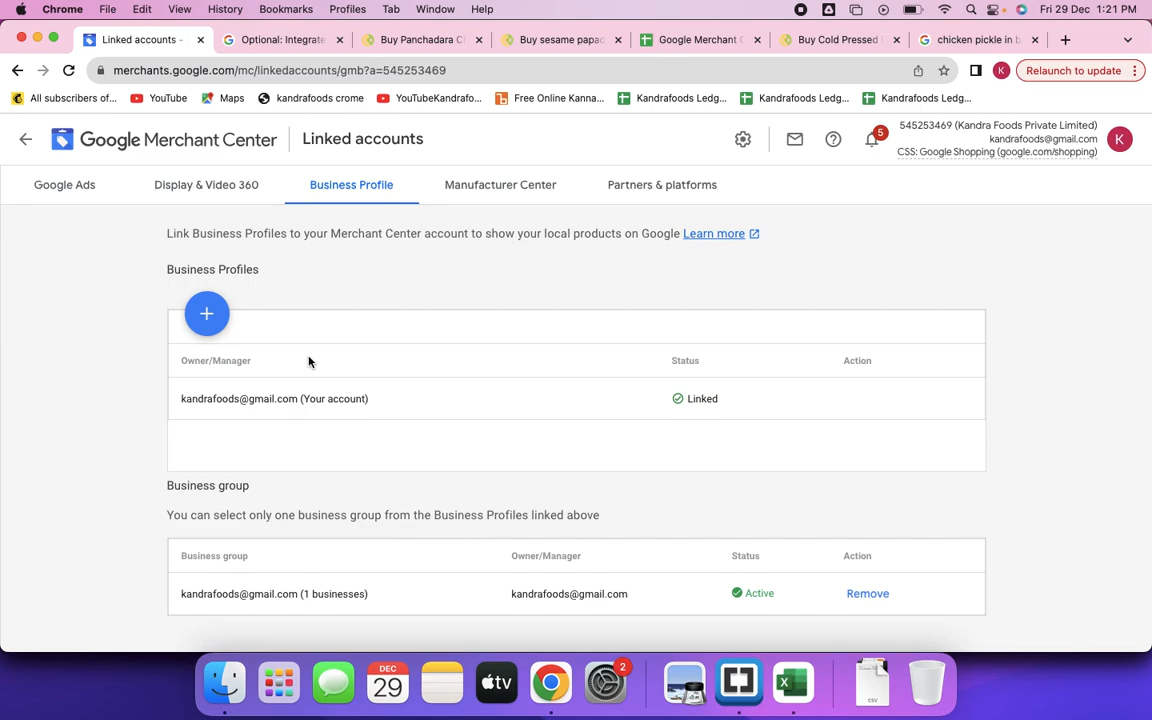 Chrome File Edit View History Bookmarks Profiles Tab Window Help Fri 29 Dec 1:21 PM
Linked accounts - Optional: Integrate Buy Panchadara C Buy sesame papad Google Merchant C Buy Cold Pressed chicken pickle in b
merchants.google.com/mc/linkedaccounts/gmb?a=545253469 K Relaunch to update
All subscribers of... YouTube Maps kandrafoods crome YouTubeKandrafo... Free Online Kanna... Kandrafoods Ledg... Kandrafoods Ledg... Kandrafoods Ledg...
Google Merchant Center Linked accounts 5 K
545253469 (Kandra Foods Private Limited)
kandrafoods@gmail.com
CSS: Google Shopping (google.com/shopping)
Google Ads Display & Video 360 Business Profile Manufacturer Center Partners & platforms
Link Business Profiles to your Merchant Center account to show your local products on Google Learn more
Business Profiles
+
Owner/Manager Status Action
kandrafoods@gmail.com (Your account) Linked
Business group
You can select only one business group from the Business Profiles linked above
Business group Owner/Manager Status Action
kandrafoods@gmail.com (1 businesses) kandrafoods@gmail.com Active Remove
DEC
29
tv
2
X
CSV